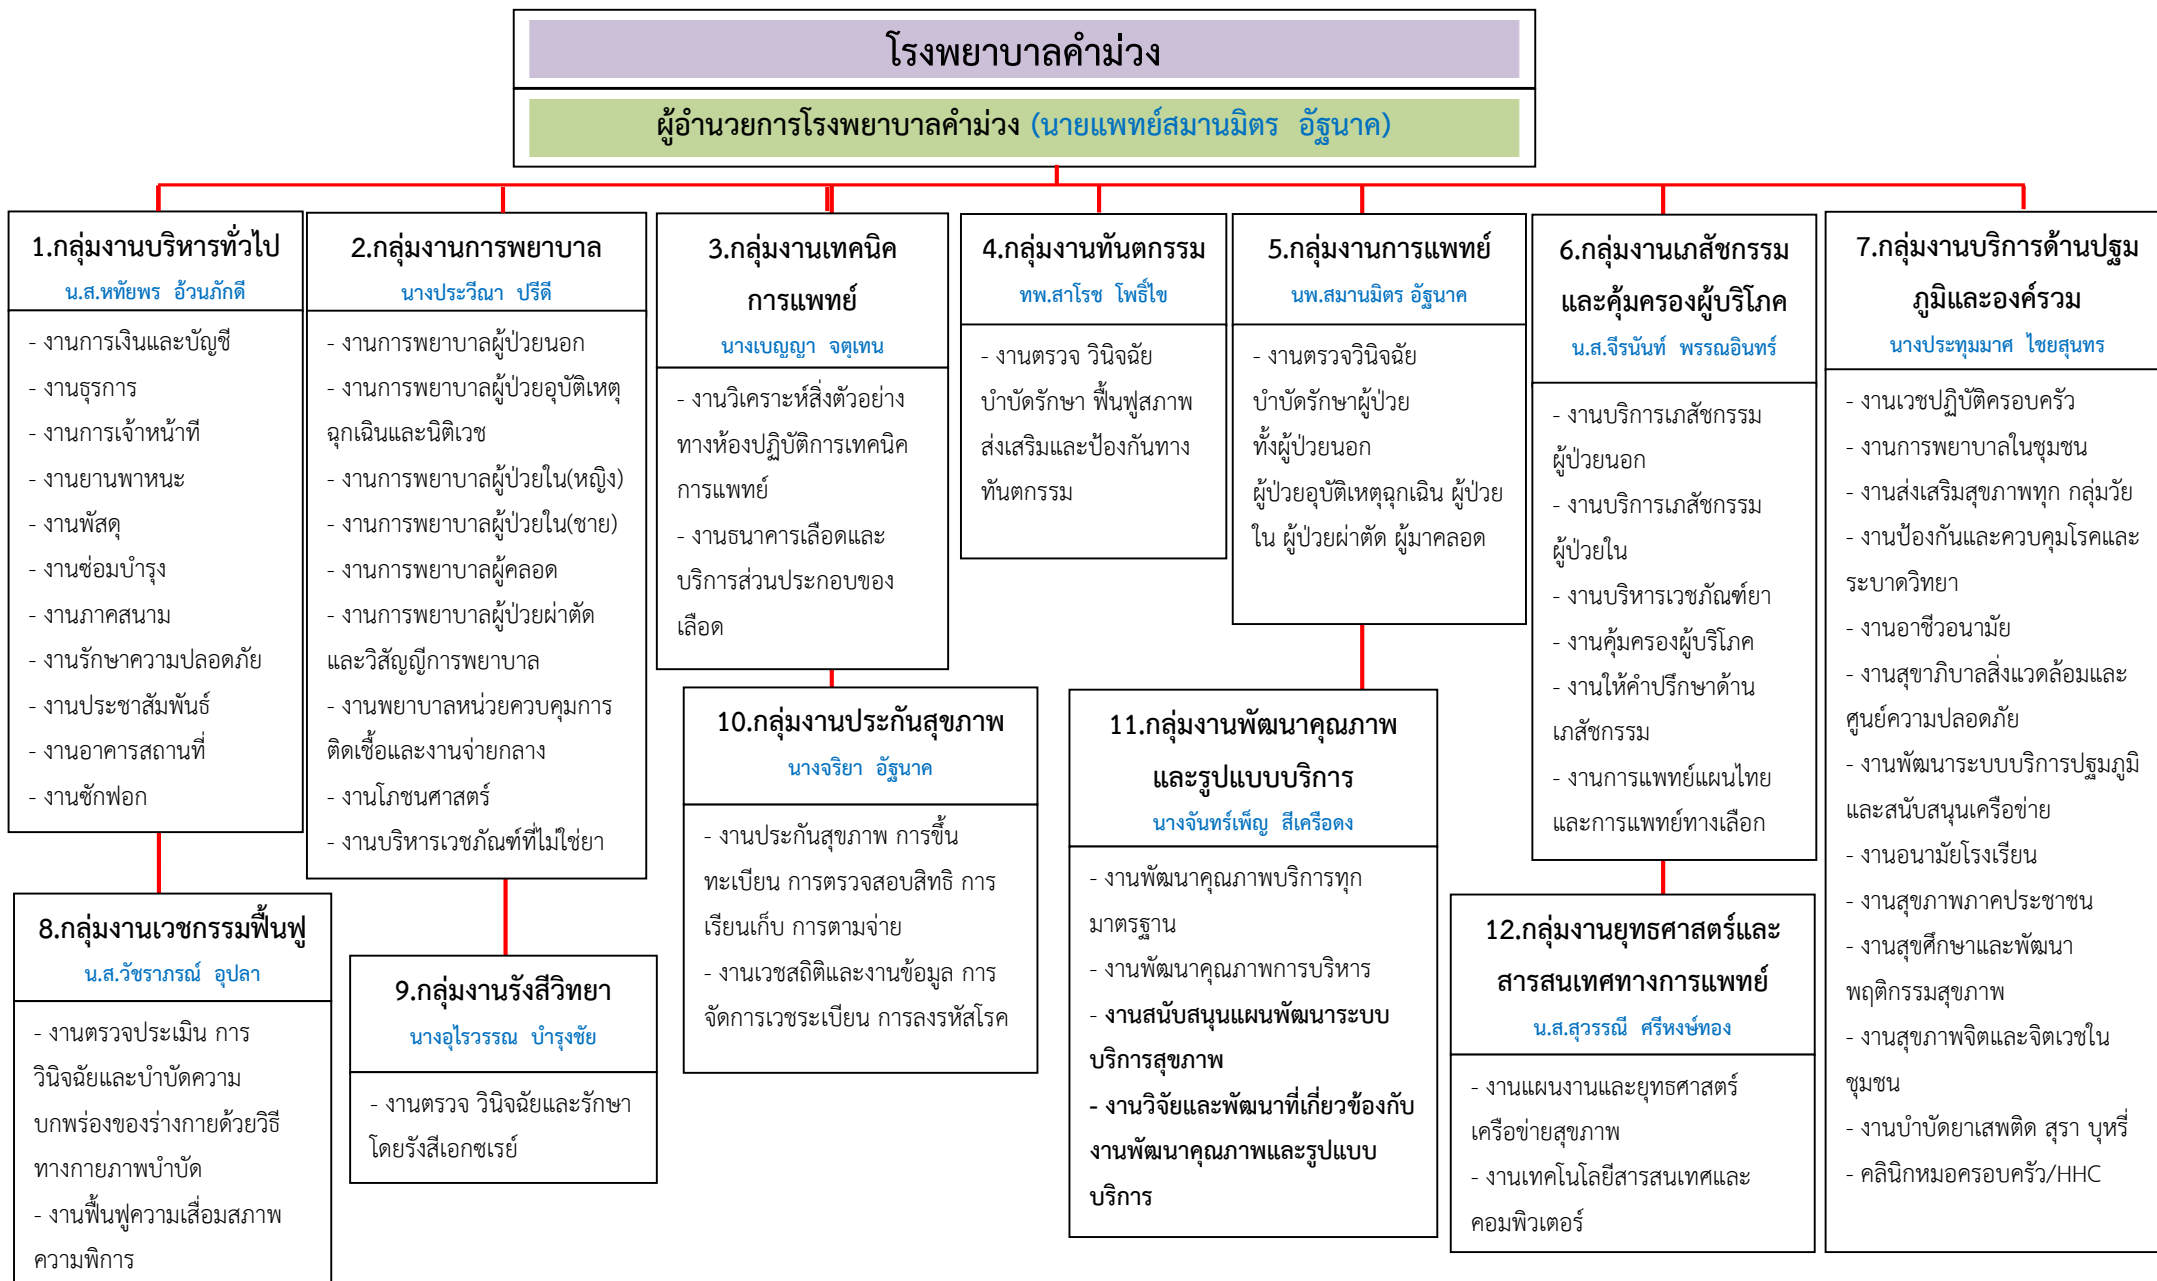 โรงพยาบาลคำม่วง
ผู้อำนวยการโรงพยาบาลคำม่วง (นายแพทย์สมานมิตร อัฐนาค)
1.กลุ่มงานบริหารทั่วไป
น.ส.หทัยพร อ้วนภักดี
- งานการเงินและบัญชี
- งานธุรการ
- งานการเจ้าหน้าที่
- งานยานพาหนะ
- งานพัสดุ
- งานซ่อมบำรุง
- งานภาคสนาม
- งานรักษาความปลอดภัย
- งานประชาสัมพันธ์
- งานอาคารสถานที่
- งานซักฟอก
2.กลุ่มงานการพยาบาล
นางประวีณา ปรีดี
- งานการพยาบาลผู้ป่วยนอก
- งานการพยาบาลผู้ป่วยอุบัติเหตุ
ฉุกเฉินและนิติเวช
- งานการพยาบาลผู้ป่วยใน(หญิง)
- งานการพยาบาลผู้ป่วยใน(ชาย)
- งานการพยาบาลผู้คลอด
- งานการพยาบาลผู้ป่วยผ่าตัด
และวิสัญญีการพยาบาล
- งานพยาบาลหน่วยควบคุมการ
ติดเชื้อและงานจ่ายกลาง
- งานโภชนศาสตร์
- งานบริหารเวชภัณฑ์ที่ไม่ใช่ยา
3.กลุ่มงานเทคนิค
การแพทย์
นางเบญญา จตุเทน
- งานวิเคราะห์สิ่งตัวอย่าง
ทางห้องปฏิบัติการเทคนิค
การแพทย์
- งานธนาคารเลือดและ
บริการส่วนประกอบของ
เลือด
4.กลุ่มงานทันตกรรม
ทพ.สาโรช โพธิ์ไข
- งานตรวจ วินิจฉัย
บำบัดรักษา ฟื้นฟูสภาพ
ส่งเสริมและป้องกันทาง
ทันตกรรม
5.กลุ่มงานการแพทย์
นพ.สมานมิตร อัฐนาค
- งานตรวจวินิจฉัย
บำบัดรักษาผู้ป่วย
ทั้งผู้ป่วยนอก
ผู้ป่วยอุบัติเหตุฉุกเฉิน ผู้ป่วย
ใน ผู้ป่วยผ่าตัด ผู้มาคลอด
6.กลุ่มงานเภสัชกรรม
และคุ้มครองผู้บริโภค
น.ส.จีรนันท์ พรรณอินทร์
- งานบริการเภสัชกรรม
ผู้ป่วยนอก
- งานบริการเภสัชกรรม
ผู้ป่วยใน
- งานบริหารเวชภัณฑ์ยา
- งานคุ้มครองผู้บริโภค
- งานให้คำปรึกษาด้าน
เภสัชกรรม
- งานการแพทย์แผนไทย
และการแพทย์ทางเลือก
7.กลุ่มงานบริการด้านปฐม
ภูมิและองค์รวม
นางประทุมมาศ ไชยสุนทร
- งานเวชปฏิบัติครอบครัว
- งานการพยาบาลในชุมชน
- งานส่งเสริมสุขภาพทุก กลุ่มวัย
- งานป้องกันและควบคุมโรคและ
ระบาดวิทยา
- งานอาชีวอนามัย
- งานสุขาภิบาลสิ่งแวดล้อมและ
ศูนย์ความปลอดภัย
- งานพัฒนาระบบบริการปฐมภูมิ
และสนับสนุนเครือข่าย
- งานอนามัยโรงเรียน
- งานสุขภาพภาคประชาชน
- งานสุขศึกษาและพัฒนา
พฤติกรรมสุขภาพ
- งานสุขภาพจิตและจิตเวชใน
ชุมชน
- งานบำบัดยาเสพติด สุรา บุหรี่
- คลินิกหมอครอบครัว/HHC
8.กลุ่มงานเวชกรรมฟื้นฟู
น.ส.วัชราภรณ์ อุปลา
- งานตรวจประเมิน การ
วินิจฉัยและบำบัดความ
บกพร่องของร่างกายด้วยวิธี
ทางกายภาพบำบัด
- งานฟื้นฟูความเสื่อมสภาพ
ความพิการ
9.กลุ่มงานรังสีวิทยา
นางอุไรวรรณ บำรุงชัย
- งานตรวจ วินิจฉัยและรักษา
โดยรังสีเอกซเรย์
10.กลุ่มงานประกันสุขภาพ
นางจริยา อัฐนาค
- งานประกันสุขภาพ การขึ้น
ทะเบียน การตรวจสอบสิทธิ การ
เรียนเก็บ การตามจ่าย
- งานเวชสถิติและงานข้อมูล การ
จัดการเวชระเบียน การลงรหัสโรค
11.กลุ่มงานพัฒนาคุณภาพ
และรูปแบบบริการ
นางจันทร์เพ็ญ สีเครือดง
- งานพัฒนาคุณภาพบริการทุก
มาตรฐาน
- งานพัฒนาคุณภาพการบริหาร
- งานสนับสนุนแผนพัฒนาระบบ
บริการสุขภาพ
- งานวิจัยและพัฒนาที่เกี่ยวข้องกับ
งานพัฒนาคุณภาพและรูปแบบ
บริการ
12.กลุ่มงานยุทธศาสตร์และ
สารสนเทศทางการแพทย์
น.ส.สุวรรณี ศรีหงษ์ทอง
- งานแผนงานและยุทธศาสตร์
เครือข่ายสุขภาพ
- งานเทคโนโลยีสารสนเทศและ
คอมพิวเตอร์